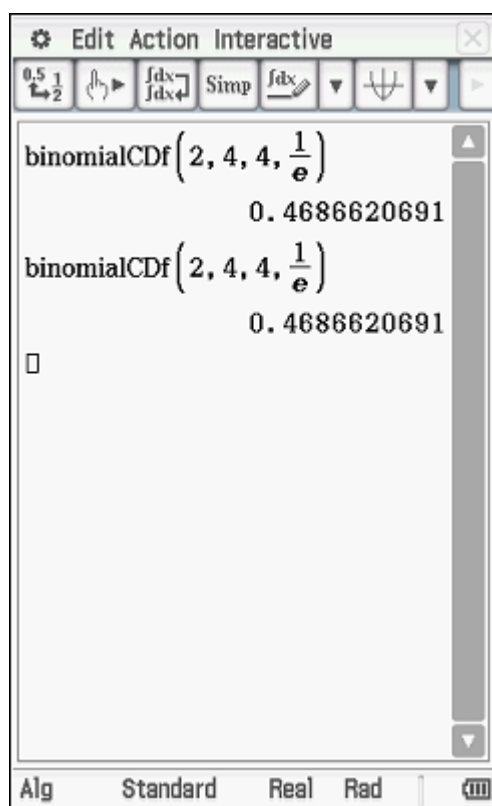 Edit Action Interactive
0.5 1 2 ∫dx ∫dx Simp ∫dx
binomialCDf(2, 4, 4, 1/e)
0.4686620691
binomialCDf(2, 4, 4, 1/e)
0.4686620691
Alg Standard Real Rad